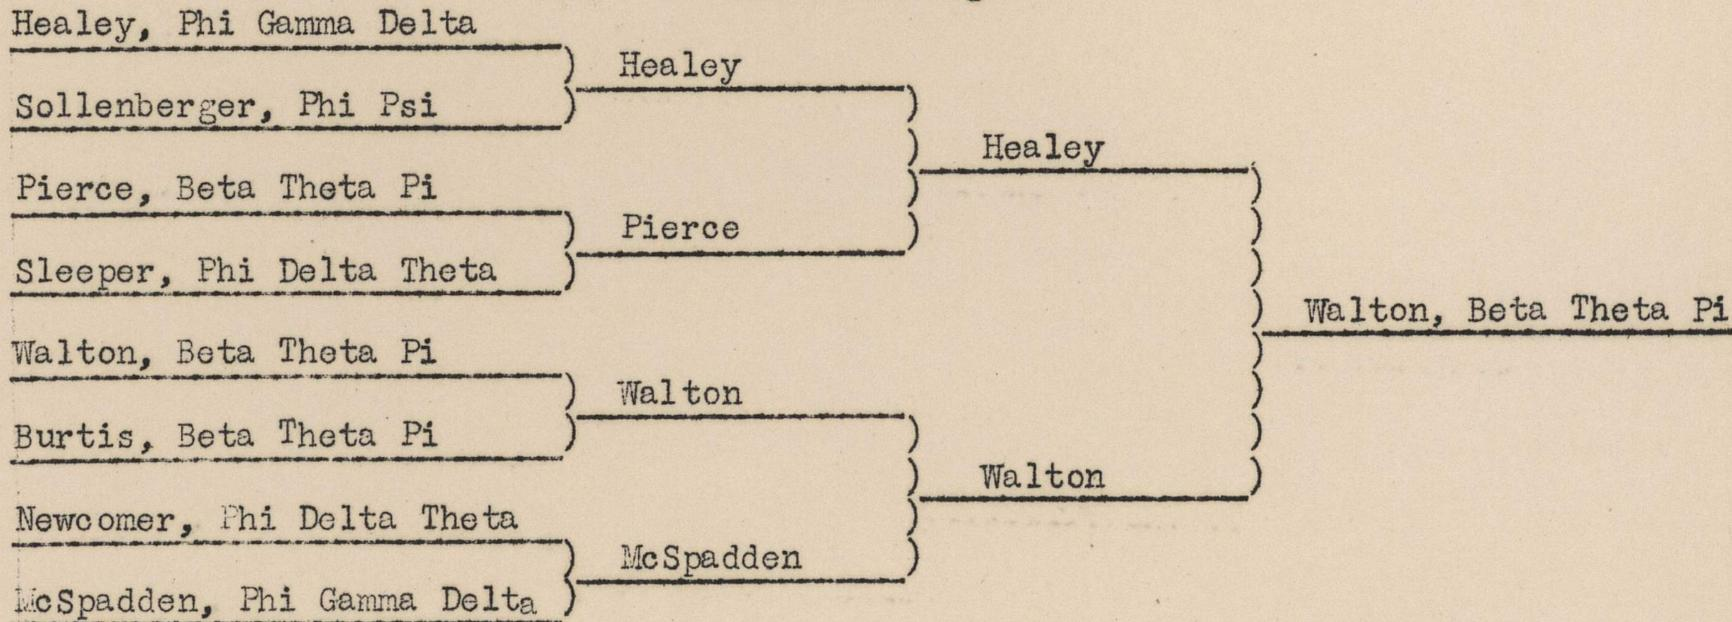 Healey, Phi Gamma Delta
Healey
Sollenberger, Phi Psi
Healey
Pierce, Beta Theta Pi
Pierce
Sleeper, Phi Delta Theta
Walton, Beta Theta Pi
Walton, Beta Theta Pi
Walton
Burtis, Beta Theta Pi
Walton
Newcomer, Phi Delta Theta
McSpadden
McSpadden, Phi Gamma Delta